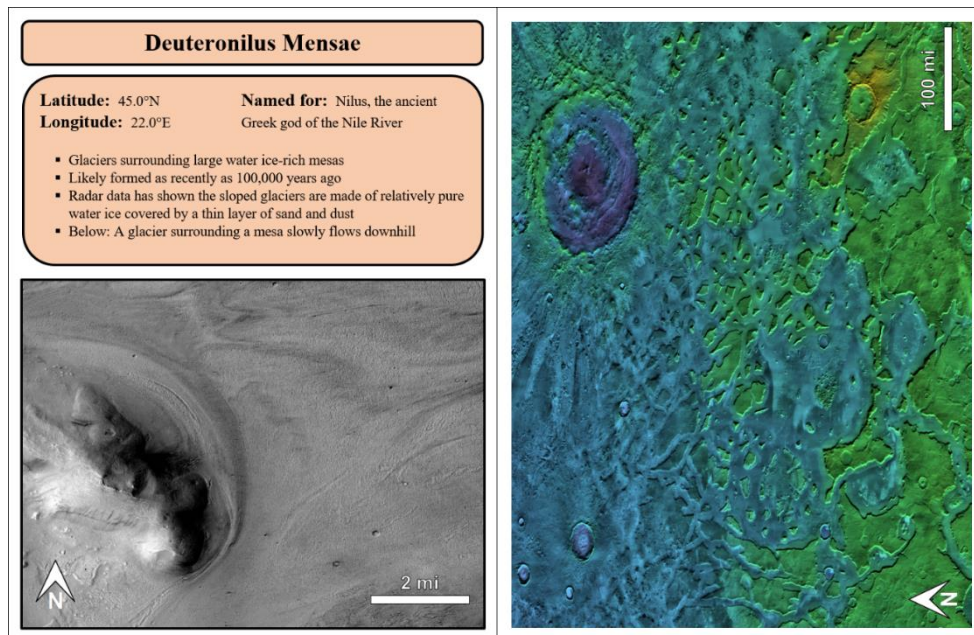 Deuteronilus Mensae
Latitude: 45.0°N
Longitude: 22.0°E
Named for: Nilus, the ancient
Greek god of the Nile River
▪ Glaciers surrounding large water ice-rich mesas
▪ Likely formed as recently as 100,000 years ago
▪ Radar data has shown the sloped glaciers are made of relatively pure
water ice covered by a thin layer of sand and dust
▪ Below: A glacier surrounding a mesa slowly flows downhill
N
2 mi
100 mi
N